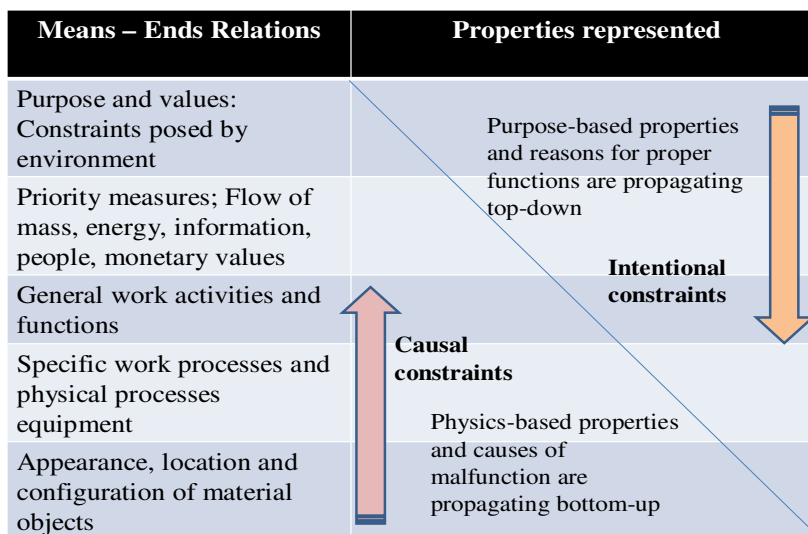 Means – Ends Relations
Properties represented
Purpose and values:
Constraints posed by
environment
Priority measures; Flow of
mass, energy, information,
people, monetary values
General work activities and
functions
Specific work processes and
physical processes
equipment
Appearance, location and
configuration of material
objects
Purpose-based properties
and reasons for proper
functions are propagating
top-down
Intentional
constraints
Causal
constraints
Physics-based properties
and causes of
malfunction are
propagating bottom-up